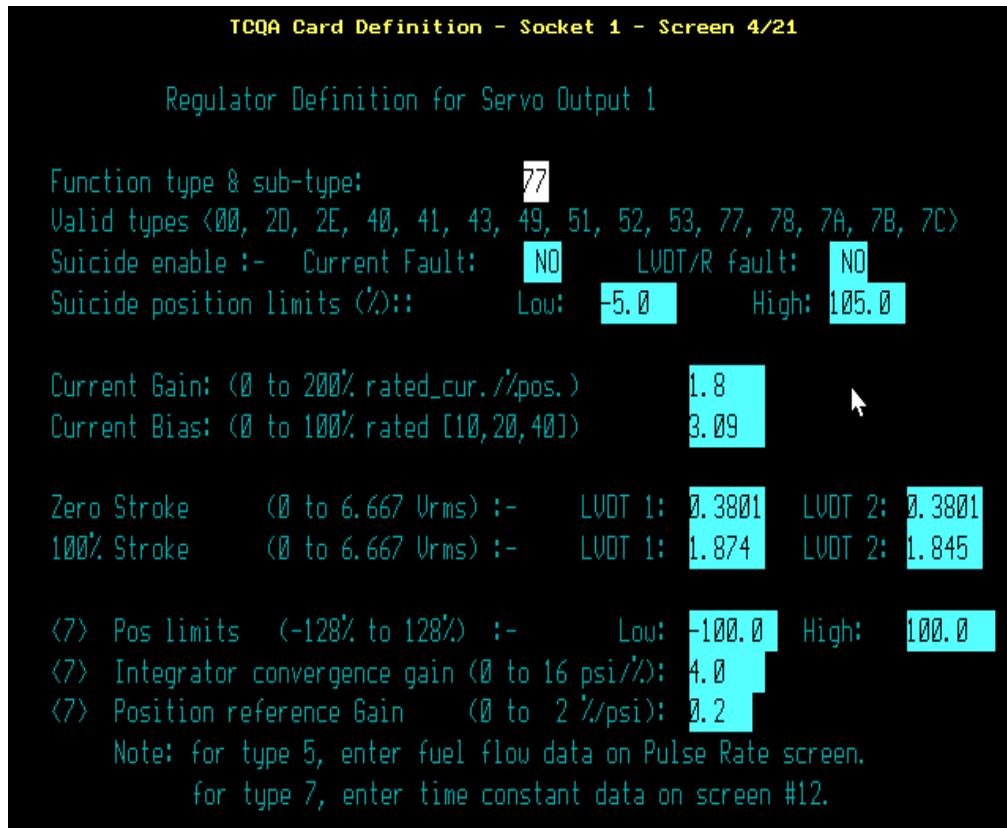 TCQA Card Definition - Socket 1 - Screen 4/21
Regulator Definition for Servo Output 1
Function type & sub-type: 77
Valid types <00, 2D, 2E, 40, 41, 43, 49, 51, 52, 53, 77, 78, 7A, 7B, 7C>
Suicide enable :- Current Fault: NO LVDT/R fault: NO
Suicide position limits (%):: Low: -5.0 High: 105.0
Current Gain: (0 to 200% rated_cur./%pos.) 1.8
Current Bias: (0 to 100% rated [10,20,40]) 3.09
Zero Stroke (0 to 6.667 Vrms) :- LVDT 1: 0.3801 LVDT 2: 0.3801
100% Stroke (0 to 6.667 Vrms) :- LVDT 1: 1.874 LVDT 2: 1.845
<7> Pos limits (-128% to 128%) :- Low: -100.0 High: 100.0
<7> Integrator convergence gain (0 to 16 psi/%): 4.0
<7> Position reference Gain (0 to 2 %/psi): 0.2
Note: for type 5, enter fuel flow data on Pulse Rate screen.
for type 7, enter time constant data on screen #12.